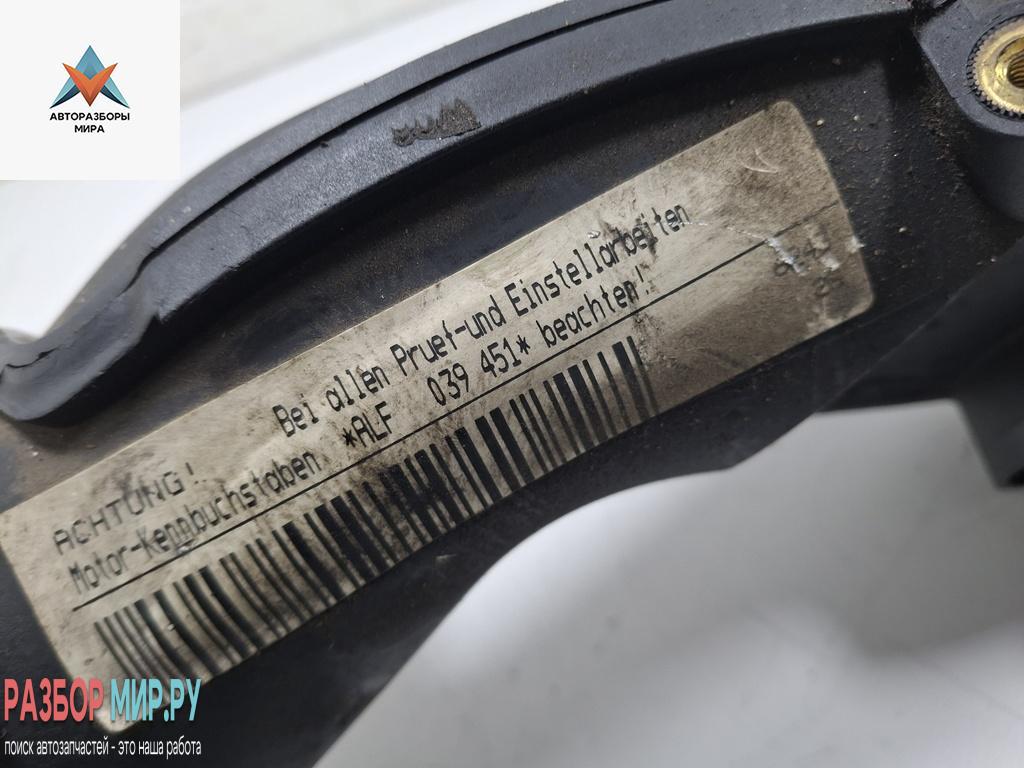 АВТОРАЗБОРЫ
МИРА
ACHTUNG! Bei allen Pruef-und Einstellarbeiten
Motor-Kennbuchstaben *ALF 039 451* beachten!
РАЗБОР МИР.РУ
поиск автозапчастей - это наша работа